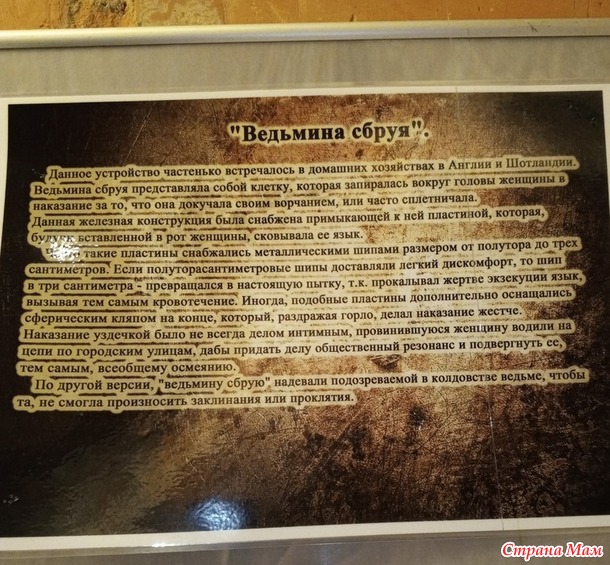 "Ведьмина сбруя".
Данное устройство частенько встречалось в домашних хозяйствах в Англии и Шотландии.
Ведьмина сбруя представляла собой клетку, которая запиралась вокруг головы женщины в
наказание за то, что она докучала своим ворчанием, или часто сплетничала.
Данная железная конструкция была снабжена примыкающей к ней пластиной, которая,
вставленной в рот женщины, сковывала ее язык.
такие пластины снабжались металлическими шипами размером от полутора до трех
сантиметров. Если полуторасантиметровые шипы доставляли легкий дискомфорт, то шип
в три сантиметра - превращался в настоящую пытку, т.к. прокалывал жертве экзекуции язык,
вызывая тем самым кровотечение. Иногда, подобные пластины дополнительно оснащались
сферическим кляпом на конце, который, раздражая горло, делал наказание жестче.
Наказание уздечкой было не всегда делом интимным, провинившуюся женщину водили на
цепи по городским улицам, дабы придать делу общественный резонанс и подвергнуть ее,
тем самым, всеобщему осмеянию.
По другой версии, "ведьмину сбрую" надевали подозреваемой в колдовстве ведьме, чтобы
та, не смогла произносить заклинания или проклятия.
Страна Мам